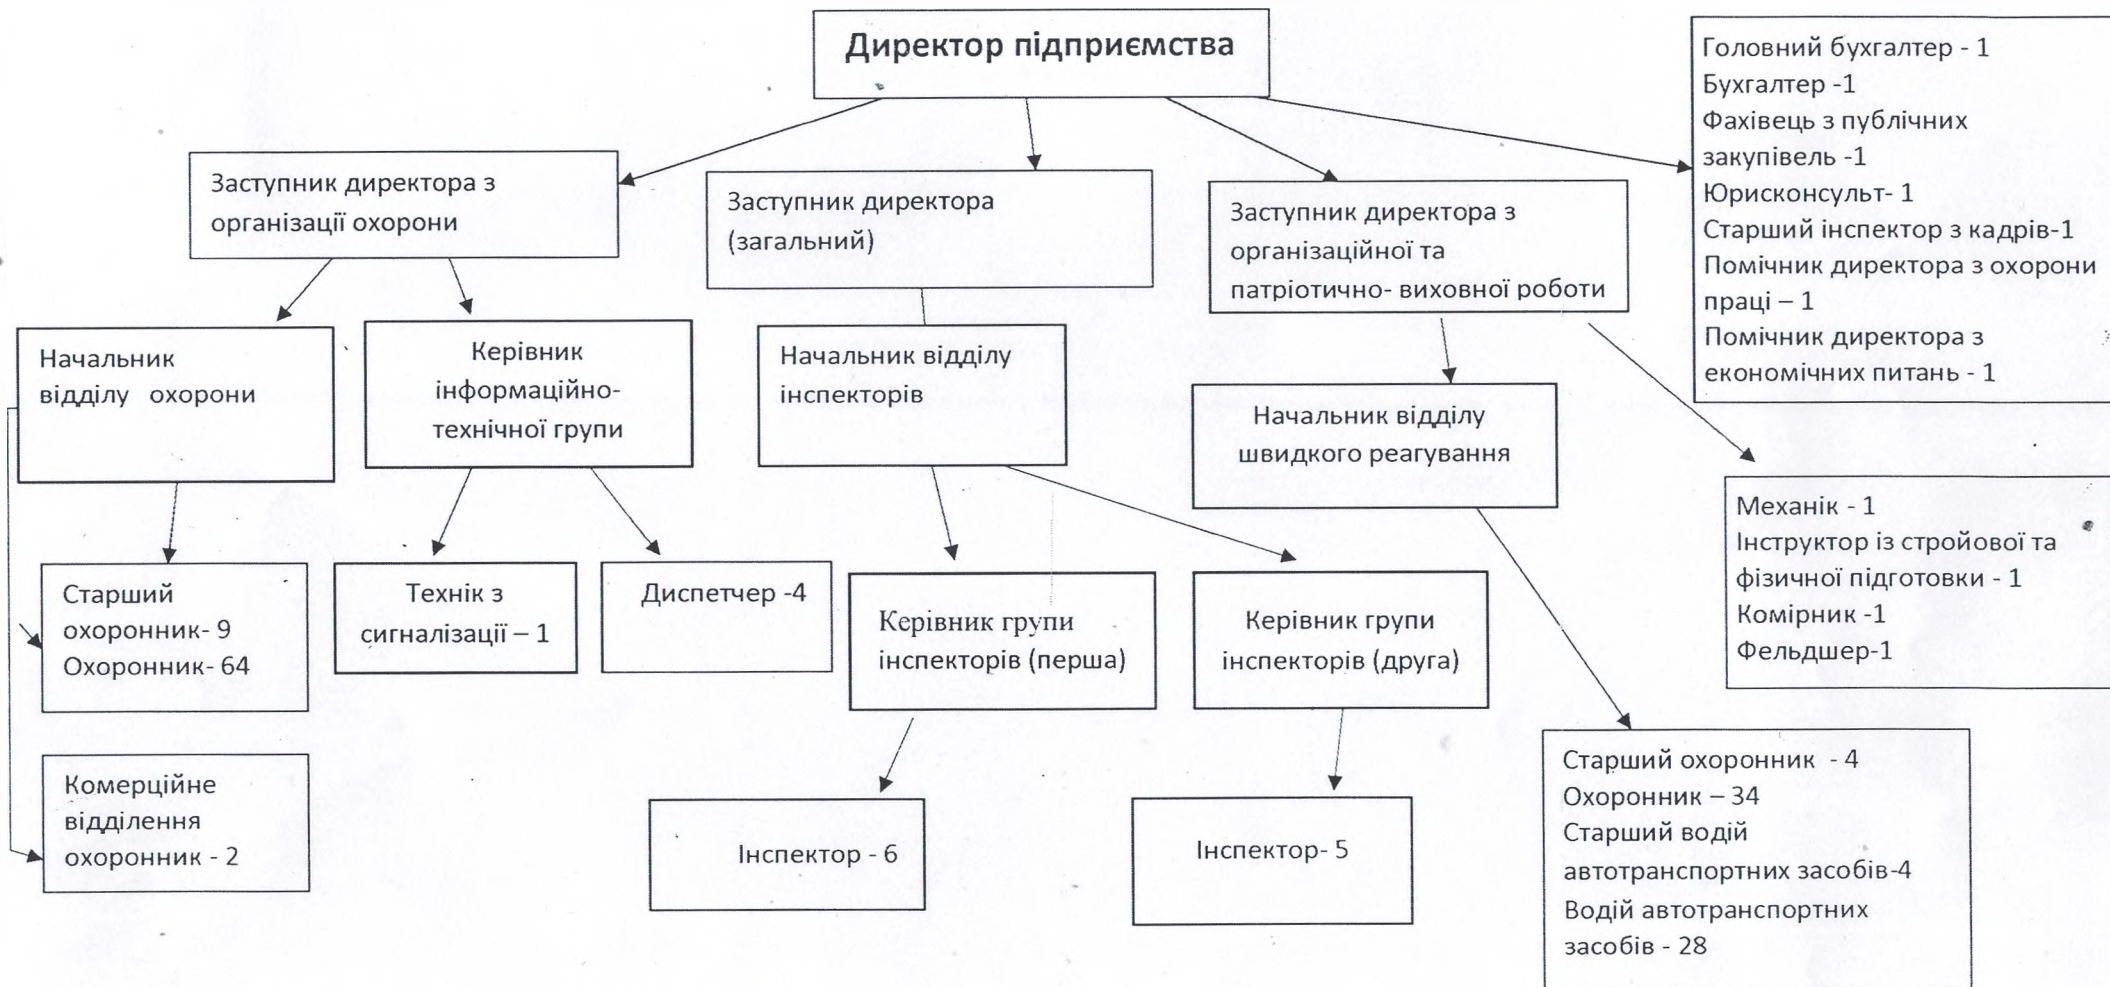 Директор підприємства
Головний бухгалтер - 1
Бухгалтер -1
Фахівець з публічних
закупівель -1
Юрисконсульт- 1
Старший інспектор з кадрів-1
Помічник директора з охорони
праці – 1
Помічник директора з
економічних питань - 1
Заступник директора з
організації охорони
Заступник директора
(загальний)
Заступник директора з
організаційної та
патріотично- виховної роботи
Начальник
відділу охорони
Керівник
інформаційно-
технічної групи
Начальник відділу
інспекторів
Начальник відділу
швидкого реагування
Механік - 1
Інструктор із стройової та
фізичної підготовки - 1
Комірник -1
Фельдшер-1
Старший
охоронник- 9
Охоронник- 64
Технік з
сигналізації – 1
Диспетчер -4
Керівник групи
інспекторів (перша)
Керівник групи
інспекторів (друга)
Комерційне
відділення
охоронник - 2
Інспектор - 6
Інспектор- 5
Старший охоронник - 4
Охоронник – 34
Старший водій
автотранспортних засобів-4
Водій автотранспортних
засобів - 28